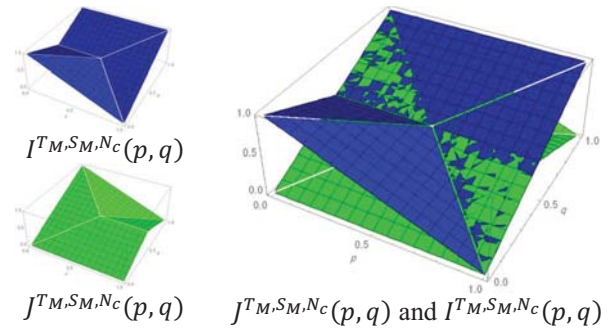 I^{T_M,S_M,N_c}(p, q)
J^{T_M,S_M,N_c}(p, q)
1.0
0.5
0.0
0.0
0.5
p
1.0
0.0
0.5
q
1.0
J^{T_M,S_M,N_c}(p, q) and I^{T_M,S_M,N_c}(p, q)